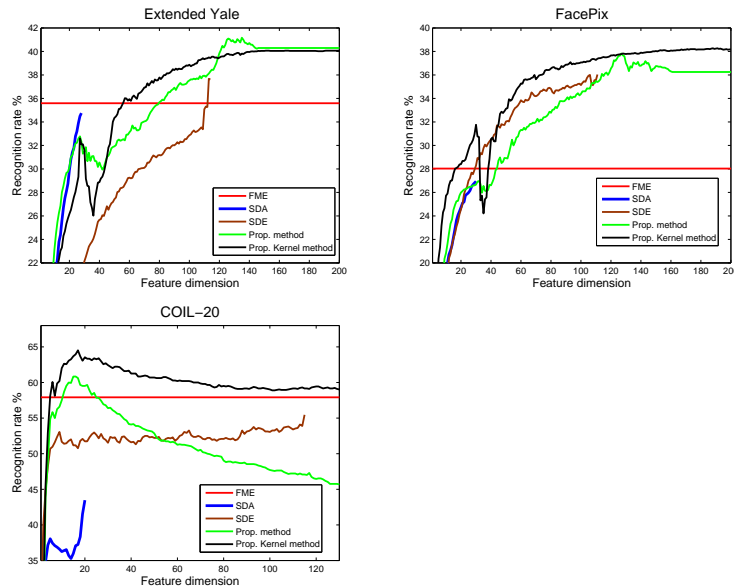 Extended Yale
42
40
38
36
34
32
30
28
26
24
22
Recognition rate %
20 40 60 80 100 120 140 160 180 200
Feature dimension
FME
SDA
SDE
Prop. method
Prop. Kernel method
FacePix
40
38
36
34
32
30
28
26
24
22
20
Recognition rate %
20 40 60 80 100 120 140 160 180 200
Feature dimension
FME
SDA
SDE
Prop. method
Prop. Kernel method
COIL−20
65
60
55
50
45
40
35
Recognition rate %
20 40 60 80 100 120
Feature dimension
FME
SDA
SDE
Prop. method
Prop. Kernel method